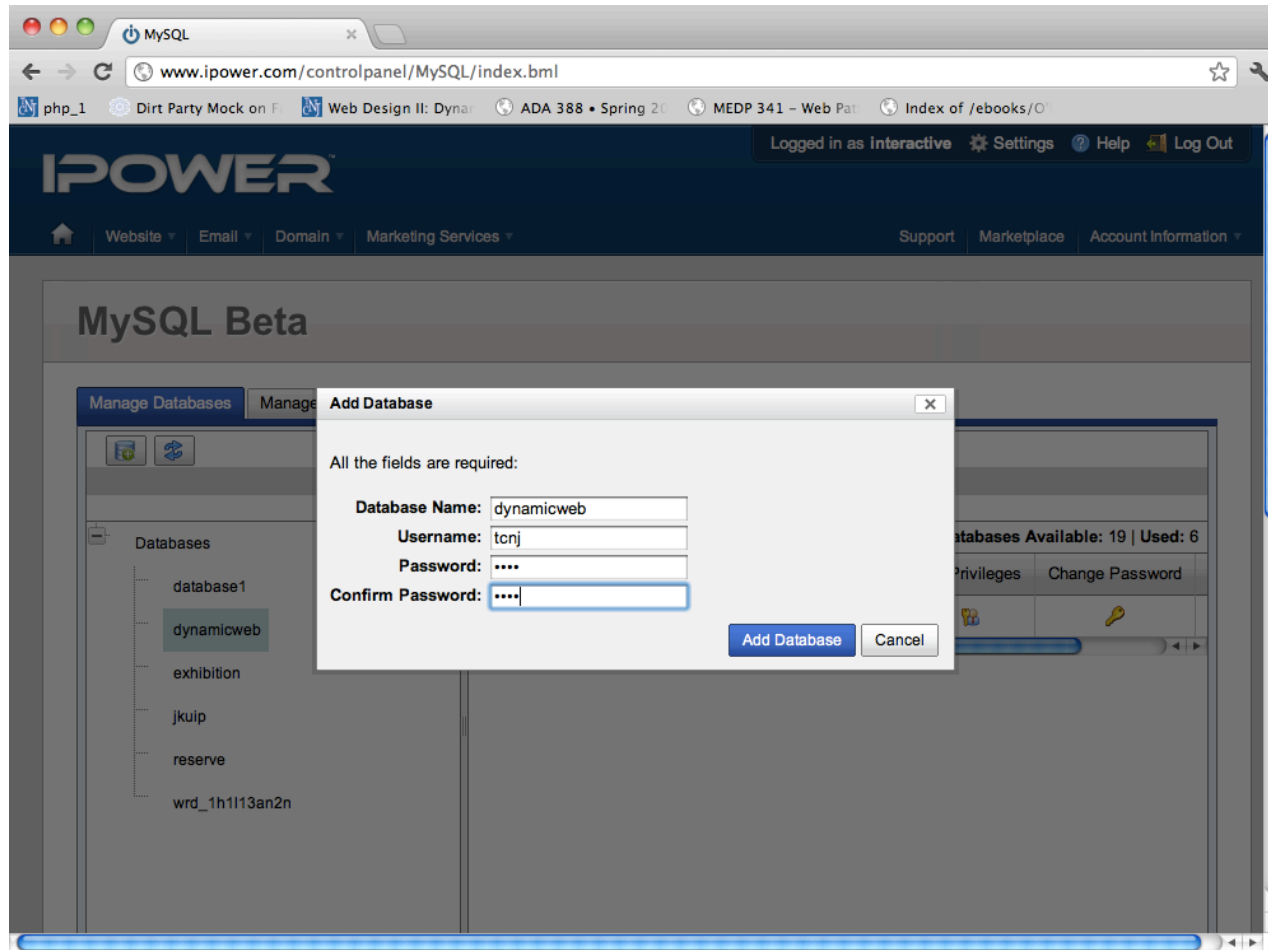 MySQL
www.ipower.com/controlpanel/MySQL/index.bml
php_1 Dirt Party Mock on F Web Design II: Dynar ADA 388 • Spring 20 MEDP 341 – Web Pat Index of /ebooks/O'
Logged in as interactive Settings Help Log Out
IPOWER
Website Email Domain Marketing Services Support Marketplace Account Information
MySQL Beta
Manage Databases Manage
Add Database
All the fields are required:
Database Name: dynamicweb
Username: tcnj
Password: ••••
Confirm Password: ••••
Add Database Cancel
atabases Available: 19 | Used: 6
Privileges Change Password
Databases
database1
dynamicweb
exhibition
jkuip
reserve
wrd_1h1l13an2n